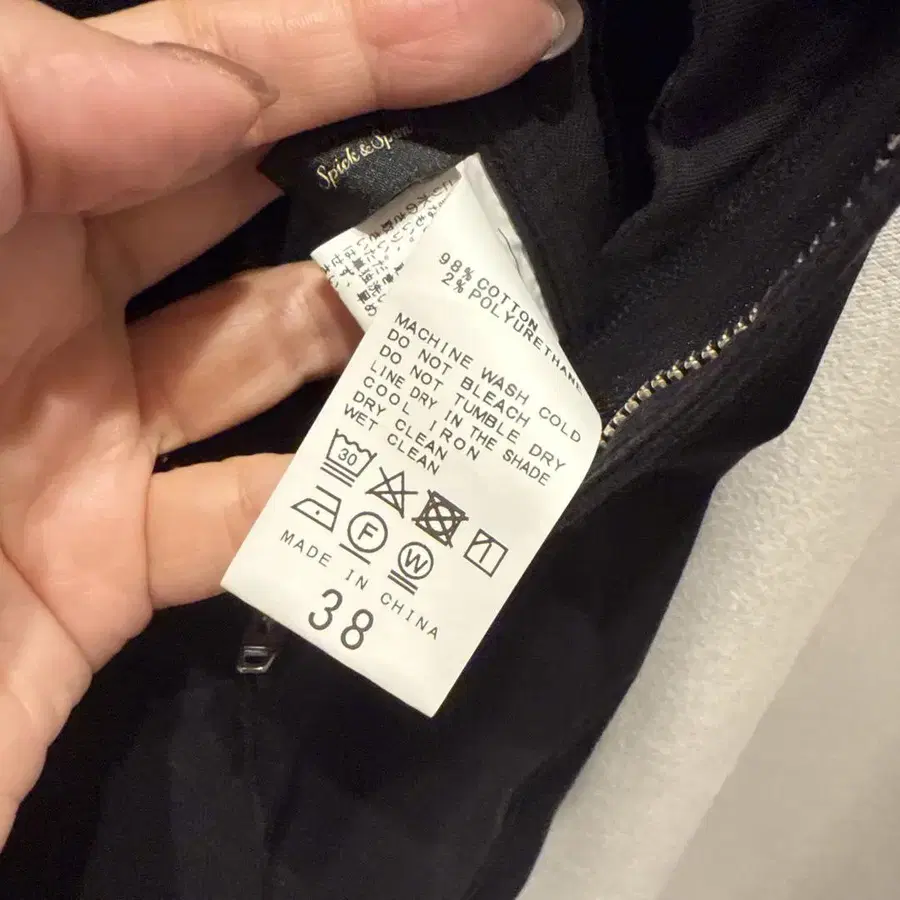 Spick & Span
98% COTTON
2% POLYURETHANE
MACHINE WASH COLD
DO NOT BLEACH
DO NOT TUMBLE DRY
LINE DRY IN THE SHADE
COOL IRON
DRY CLEAN
WET CLEAN
30
F
W
MADE IN CHINA
38